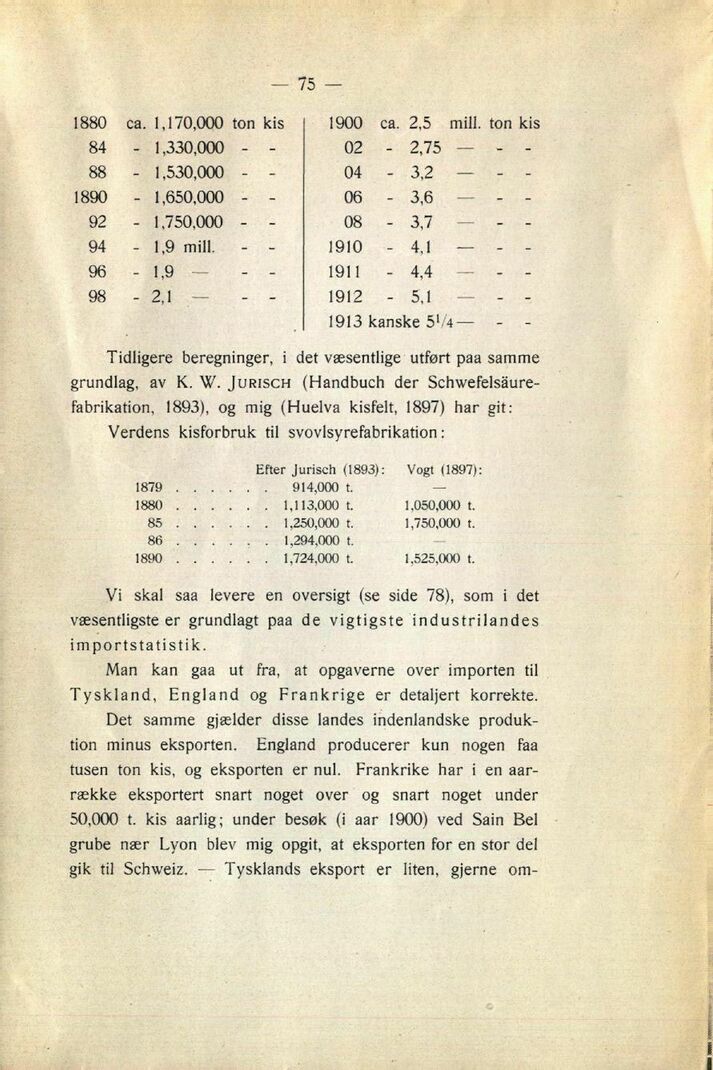 — 75 —
1880 ca. 1,170,000 ton kis
84 - 1,330,000 - -
88 - 1,530,000 - -
1890 - 1,650,000 - -
92 - 1,750,000 - -
94 - 1,9 mill. - -
96 - 1,9 — - -
98 - 2,1 — - -
1900 ca. 2,5 mill. ton kis
02 - 2,75 — - -
04 - 3,2 — - -
06 - 3,6 — - -
08 - 3,7 — - -
1910 - 4,1 — - -
1911 - 4,4 — - -
1912 - 5,1 — - -
1913 kanske 5¹/4 — - -
Tidligere beregninger, i det væsentlige utført paa samme
grundlag, av K. W. JURISCH (Handbuch der Schwefelsäure-
fabrikation, 1893), og mig (Huelva kisfelt, 1897) har git:
Verdens kisforbruk til svovlsyrefabrikation:
Efter Jurisch (1893): Vogt (1897):
1879 . . . . . . 914,000 t. —
1880 . . . . . . 1,113,000 t. 1,050,000 t.
85 . . . . . . 1,250,000 t. 1,750,000 t.
86 . . . . . . 1,294,000 t. —
1890 . . . . . . 1,724,000 t. 1,525,000 t.
Vi skal saa levere en oversigt (se side 78), som i det
væsentligste er grundlagt paa de vigtigste industrilandes
importstatistik.
Man kan gaa ut fra, at opgaverne over importen til
Tyskland, England og Frankrige er detaljert korrekte.
Det samme gjælder disse landes indenlandske produk-
tion minus eksporten. England producerer kun nogen faa
tusen ton kis, og eksporten er nul. Frankrike har i en aar-
række eksportert snart noget over og snart noget under
50,000 t. kis aarlig; under besøk (i aar 1900) ved Sain Bel
grube nær Lyon blev mig opgit, at eksporten for en stor del
gik til Schweiz. — Tysklands eksport er liten, gjerne om-